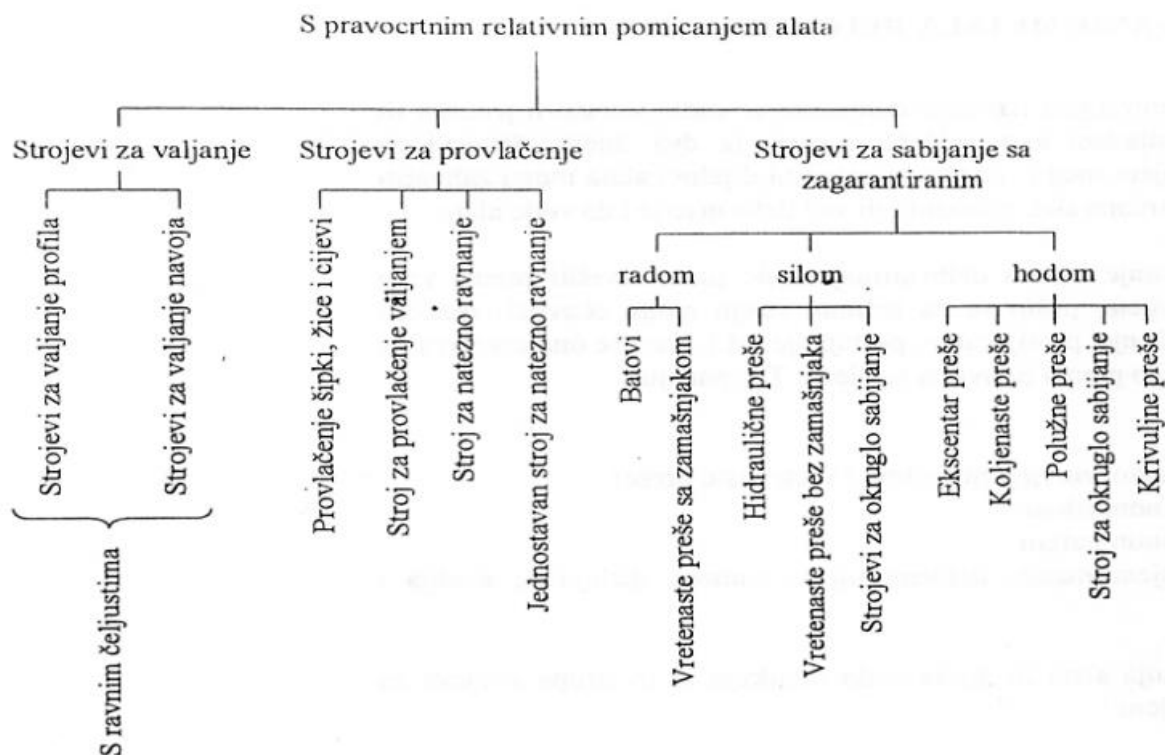 S pravocrtnim relativnim pomicanjem alata
Strojevi za valjanje
Strojevi za valjanje profila
Strojevi za valjanje navoja
S ravnim čeljustima
Strojevi za provlačenje
Provlačenje šipki, žice i cijevi
Stroj za provlačenje valjanjem
Stroj za natezno ravnanje
Jednostavan stroj za natezno ravnanje
Strojevi za sabijanje sa
zagarantiranim
radom
Batovi
Vretenaste preše sa zamašnjakom
silom
Hidraulične preše
Vretenaste preše bez zamašnjaka
Strojevi za okruglo sabijanje
hodom
Ekscentar preše
Koljenaste preše
Polužne preše
Stroj za okruglo sabijanje
Krivuljne preše